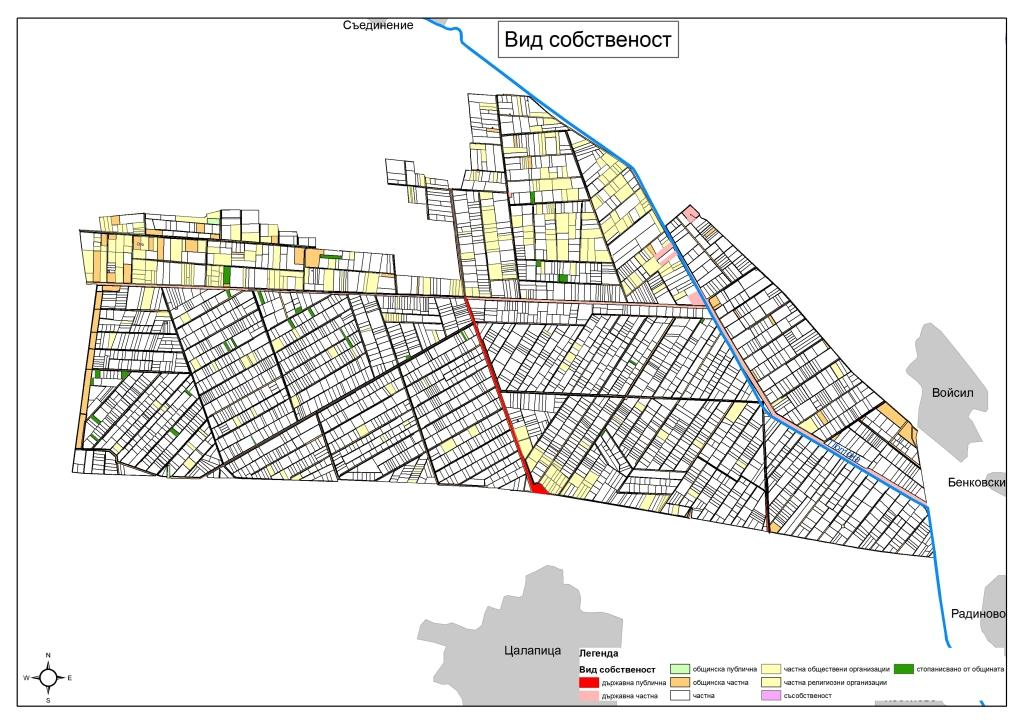 Съединение
Вид собственост
Войсил
Бенковски
Радиново
Цалапица
Легенда
Вид собственост
държавна публична
държавна частна
общинска публична
общинска частна
частна
частна обществени организации
частна религиозни организации
съсобственост
стопанисвано от общината
N
W E
S